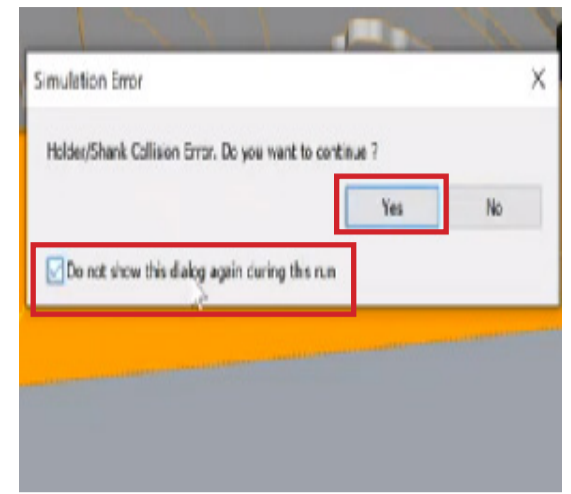 Simulation Error
Holder/Shank Collision Error. Do you want to continue ?
Yes No
Do not show this dialog again during this run